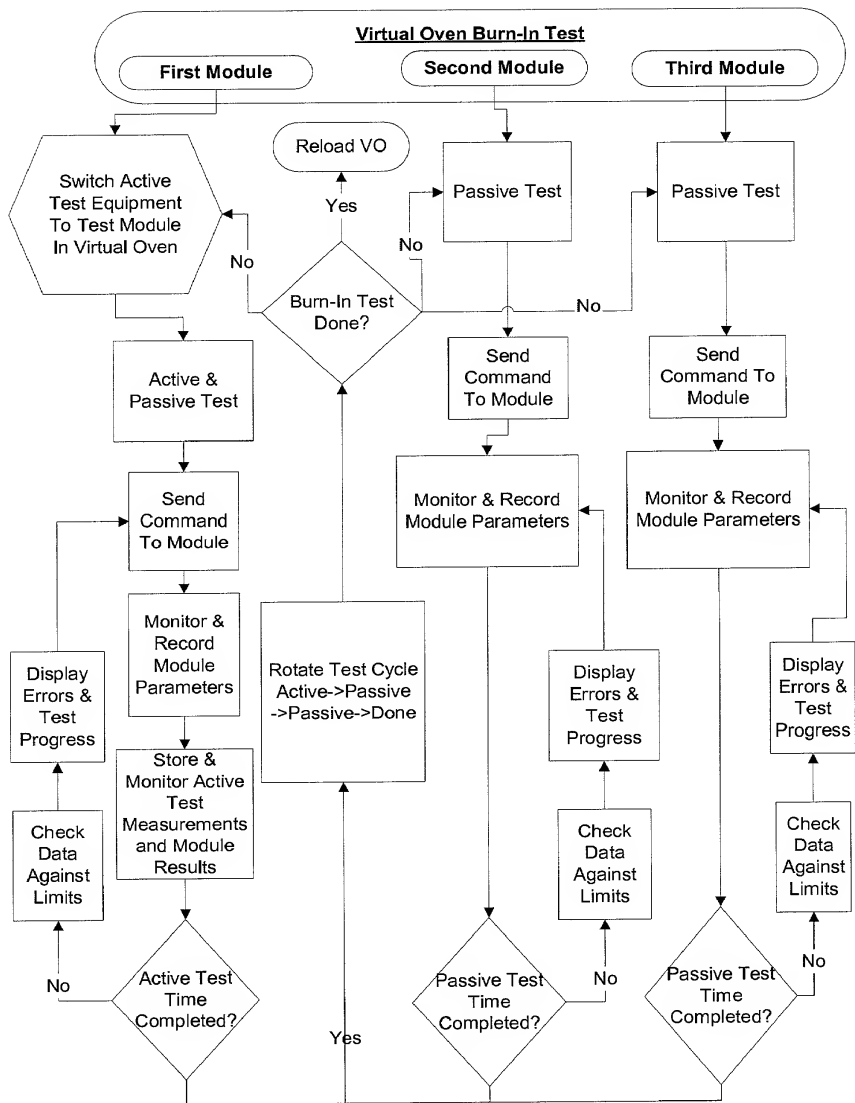 Virtual Oven Burn-In Test
First Module
Second Module
Third Module
Switch Active
Test Equipment
To Test Module
In Virtual Oven
Reload VO
Yes
No
Burn-In Test
Done?
No
No
Passive Test
Passive Test
Active &
Passive Test
Send
Command To
Module
Send
Command To
Module
Send
Command
To Module
Monitor & Record
Module Parameters
Monitor & Record
Module Parameters
Monitor &
Record
Module
Parameters
Display
Errors &
Test
Progress
Rotate Test Cycle
Active->Passive
->Passive->Done
Display
Errors &
Test
Progress
Display
Errors &
Test
Progress
Store &
Monitor Active
Test
Measurements
and Module
Results
Check
Data
Against
Limits
Check
Data
Against
Limits
Check
Data
Against
Limits
No
Active Test
Time
Completed?
Yes
Passive Test
Time
Completed?
No
Passive Test
Time
Completed?
No